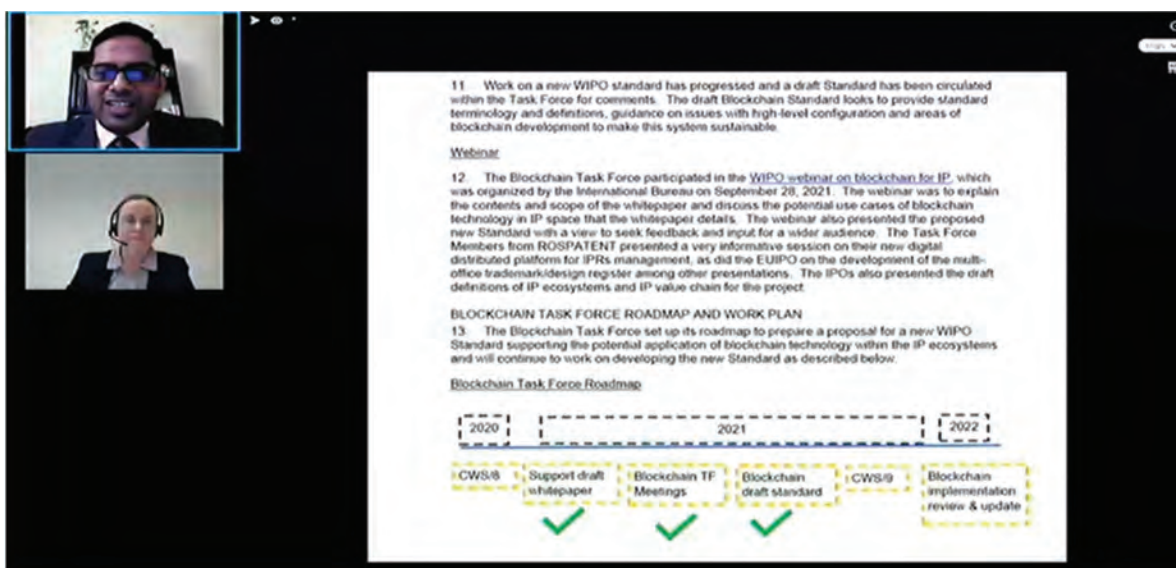 11    Work on a new WIPO standard has progressed and a draft Standard has been circulated
within the Task Force for comments.  The draft Blockchain Standard looks to provide standard
terminology and definitions, guidance on issues with high-level configuration and areas of
blockchain development to make this system sustainable.
Webinar
12.    The Blockchain Task Force participated in the WIPO webinar on blockchain for IP, which
was organized by the International Bureau on September 28, 2021.  The webinar was to explain
the contents and scope of the whitepaper and discuss the potential use cases of blockchain
technology in IP space that the whitepaper details.  The webinar also presented the proposed
new Standard with a view to seek feedback and input for a wider audience.  The Task Force
Members from ROSPATENT presented a very informative session on their new digital
distributed platform for IPRs management, as did the EUIPO on the development of the multi-
office trademark/design register among other presentations.  The IPOs also presented the draft
definitions of IP ecosystems and IP value chain for the project
BLOCKCHAIN TASK FORCE ROADMAP AND WORK PLAN
13.    The Blockchain Task Force set up its roadmap to prepare a proposal for a new WIPO
Standard supporting the potential application of blockchain technology within the IP ecosystems
and will continue to work on developing the new Standard as described below.
Blockchain Task Force Roadmap
2020
2021
2022
CWS/8
Support draft
whitepaper
Blockchain TF
Meetings
Blockchain
draft standard
CWS/9
Blockchain
implementation
review & update